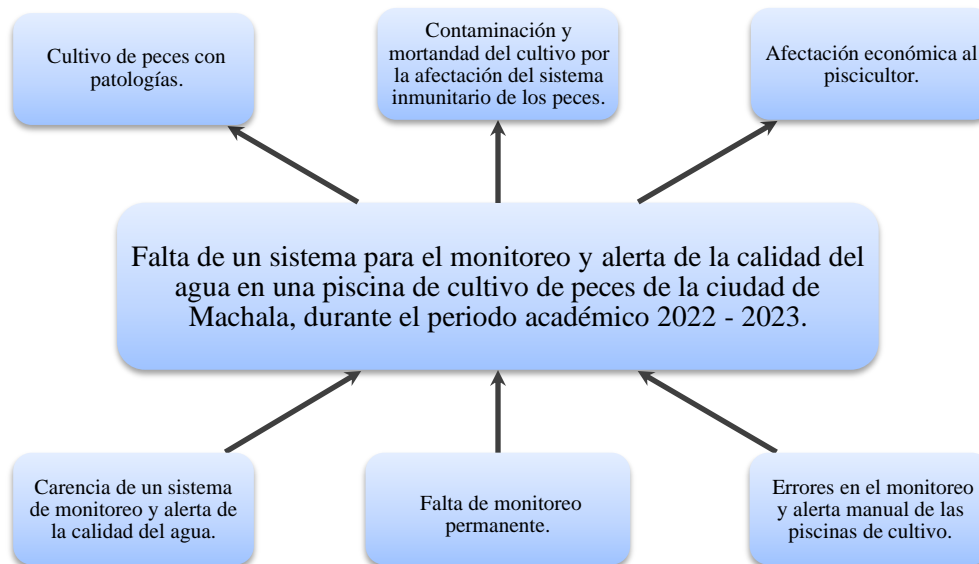 Cultivo de peces con
patologías.
Contaminación y
mortandad del cultivo por
la afectación del sistema
inmunitario de los peces.
Afectación económica al
piscicultor.
Falta de un sistema para el monitoreo y alerta de la calidad del
agua en una piscina de cultivo de peces de la ciudad de
Machala, durante el periodo académico 2022 - 2023.
Carencia de un sistema
de monitoreo y alerta de
la calidad del agua.
Falta de monitoreo
permanente.
Errores en el monitoreo
y alerta manual de las
piscinas de cultivo.